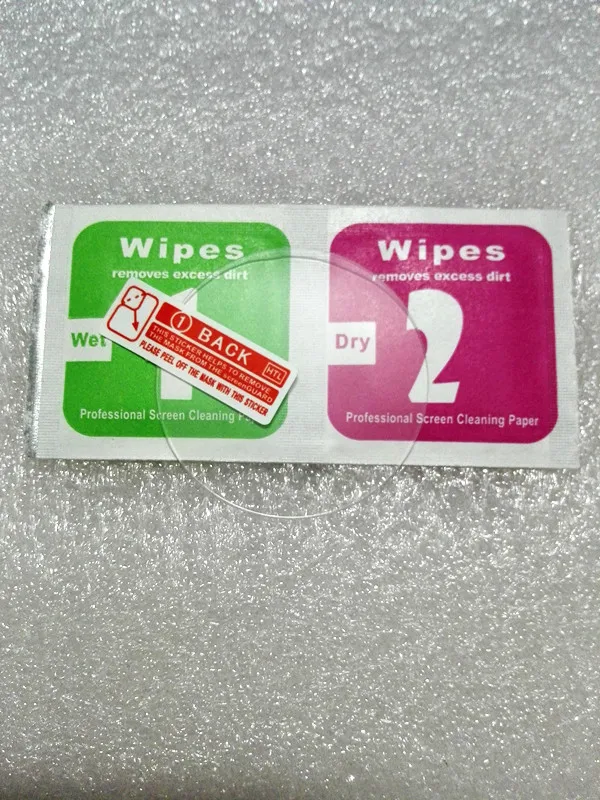 Wipes
removes excess dirt
Wet
1
Professional Screen Cleaning
1 BACK
THIS STICKER HELPS TO REMOVE
THE MASK FROM THE screenGUARD
HTL
PLEASE PEEL OFF THE MASK WITH THIS STICKER
Wipes
removes excess dirt
Dry
2
Professional Screen Cleaning Paper